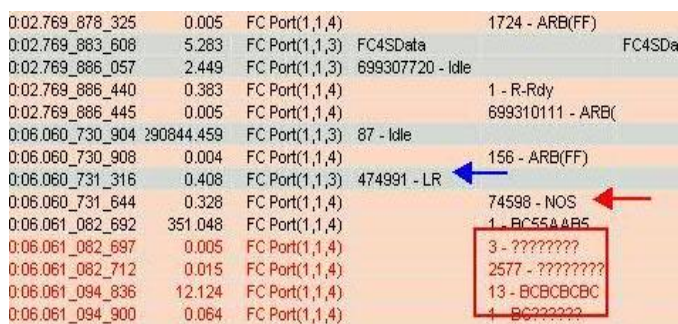 0:02.769_878_325 0.005 FC Port(1,1,4) 1724 - ARB(FF)
0:02.769_883_608 5.283 FC Port(1,1,3) FC4SData FC4SDa
0:02.769_886_057 2.449 FC Port(1,1,3) 699307720 - Idle
0:02.769_886_440 0.383 FC Port(1,1,4) 1 - R-Rdy
0:02.769_886_445 0.005 FC Port(1,1,4) 699310111 - ARB(
0:06.060_730_904 290844.459 FC Port(1,1,3) 87 - Idle
0:06.060_730_908 0.004 FC Port(1,1,4) 156 - ARB(FF)
0:06.060_731_316 0.408 FC Port(1,1,3) 474991 - LR
0:06.060_731_644 0.328 FC Port(1,1,4) 74598 - NOS
0:06.061_082_692 351.048 FC Port(1,1,4) 1 - BC55AAB5
0:06.061_082_697 0.005 FC Port(1,1,4) 3 - ????????
0:06.061_082_712 0.015 FC Port(1,1,4) 2577 - ????????
0:06.061_094_836 12.124 FC Port(1,1,4) 13 - BCBCBCBC
0:06.061_094_900 0.064 FC Port(1,1,4) 1 - BC??????